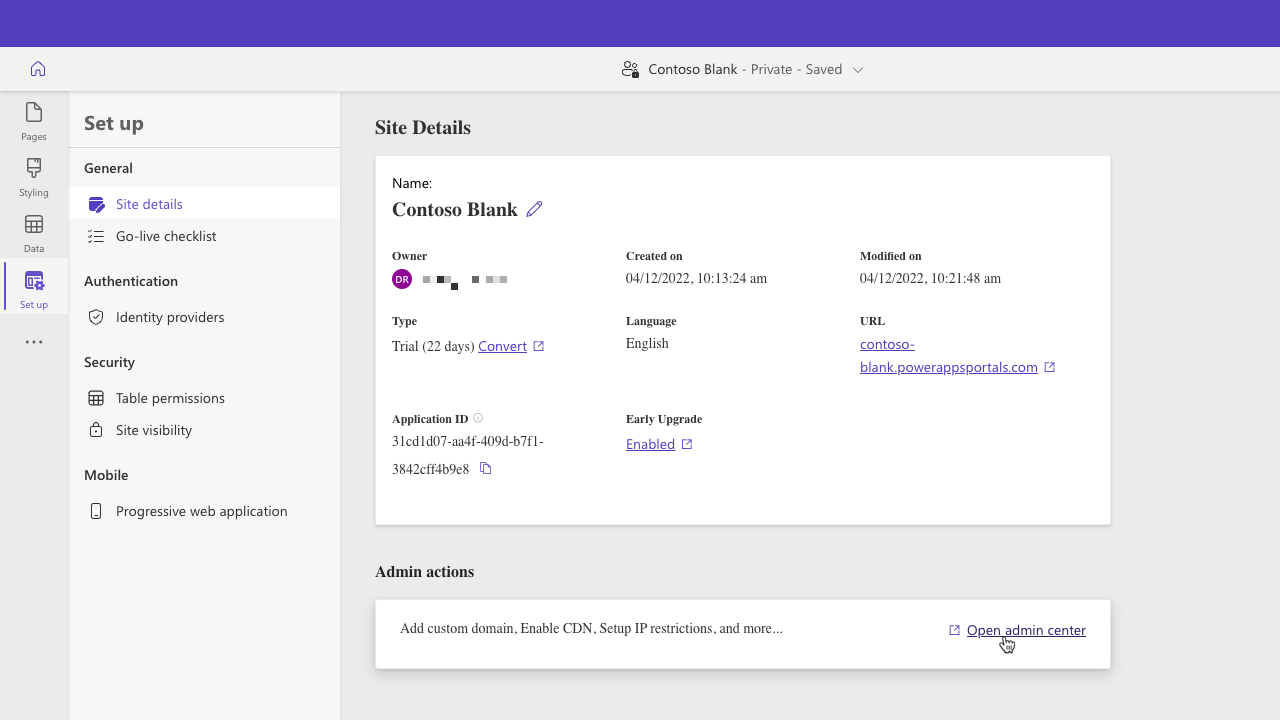 Contoso Blank - Private - Saved
Pages
Styling
Data
Set up
Set up
General
Site details
Go-live checklist
Authentication
Identity providers
Security
Table permissions
Site visibility
Mobile
Progressive web application
Site Details
Name:
Contoso Blank
Owner
DR
Created on
04/12/2022, 10:13:24 am
Modified on
04/12/2022, 10:21:48 am
Type
Trial (22 days) Convert
Language
English
URL
contoso-
blank.powerappsportals.com
Application ID
31cd1d07-aa4f-409d-b7f1-
3842cff4b9e8
Early Upgrade
Enabled
Admin actions
Add custom domain, Enable CDN, Setup IP restrictions, and more...
Open admin center